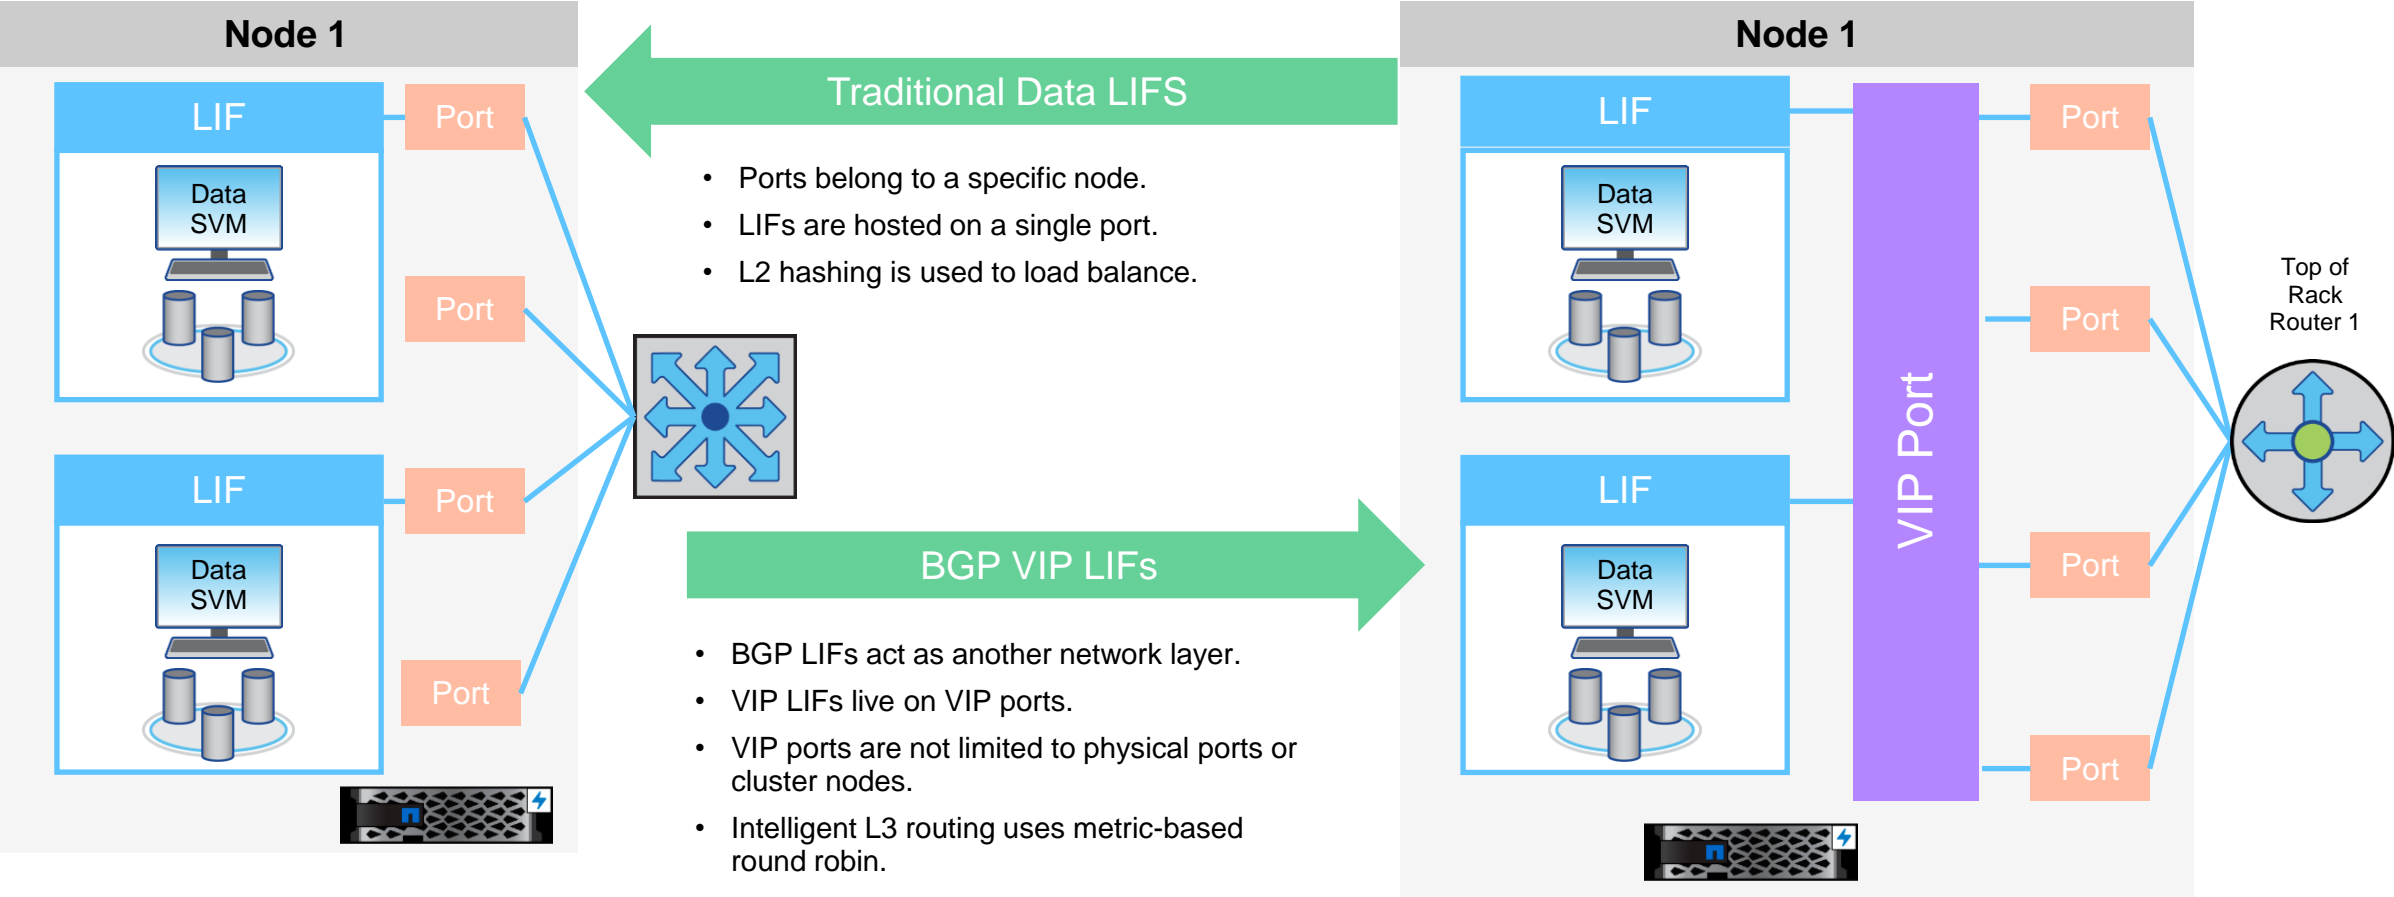 Node 1
LIF
Port
Data
SVM
Port
LIF
Port
Data
SVM
Port
Traditional Data LIFS
• Ports belong to a specific node.
• LIFs are hosted on a single port.
• L2 hashing is used to load balance.
BGP VIP LIFs
• BGP LIFs act as another network layer.
• VIP LIFs live on VIP ports.
• VIP ports are not limited to physical ports or
cluster nodes.
• Intelligent L3 routing uses metric-based
round robin.
Node 1
LIF
Data
SVM
LIF
Data
SVM
VIP Port
Port
Port
Port
Port
Top of
Rack
Router 1